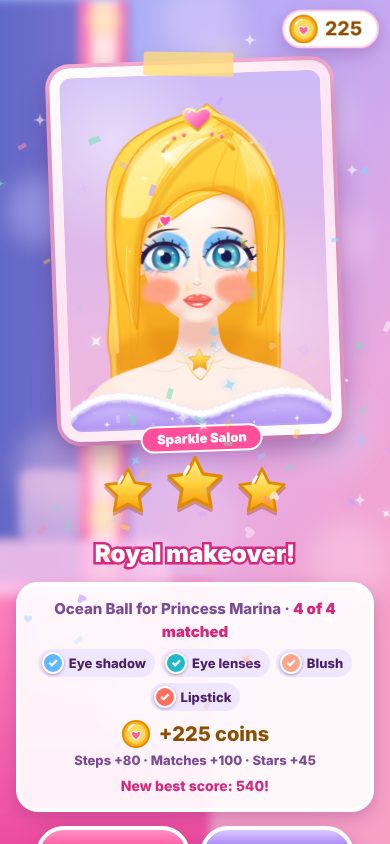 225
Sparkle Salon
Royal makeover!
Ocean Ball for Princess Marina · 4 of 4
matched
Eye shadow
Eye lenses
Blush
Lipstick
+225 coins
Steps +80 · Matches +100 · Stars +45
New best score: 540!